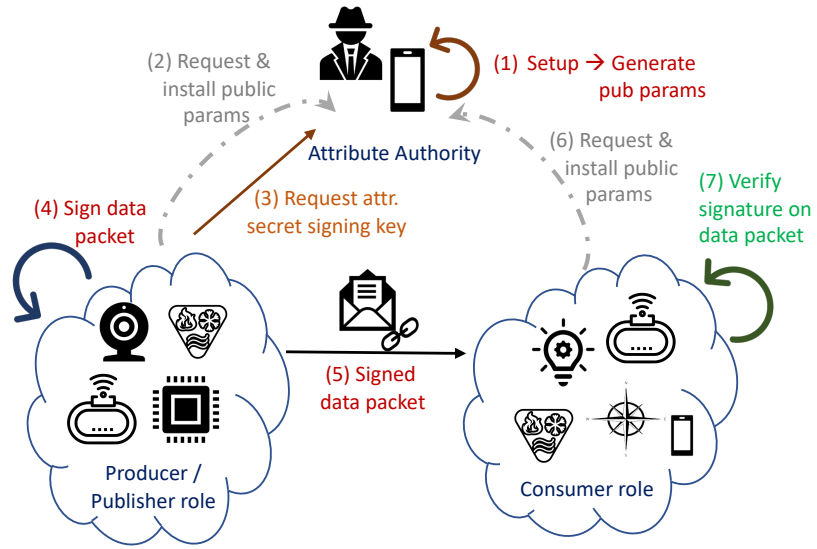 (2) Request &
install public
params
(1) Setup → Generate
pub params
Attribute Authority
(6) Request &
install public
params
(3) Request attr.
secret signing key
(4) Sign data
packet
(7) Verify
signature on
data packet
(5) Signed
data packet
Producer /
Publisher role
Consumer role